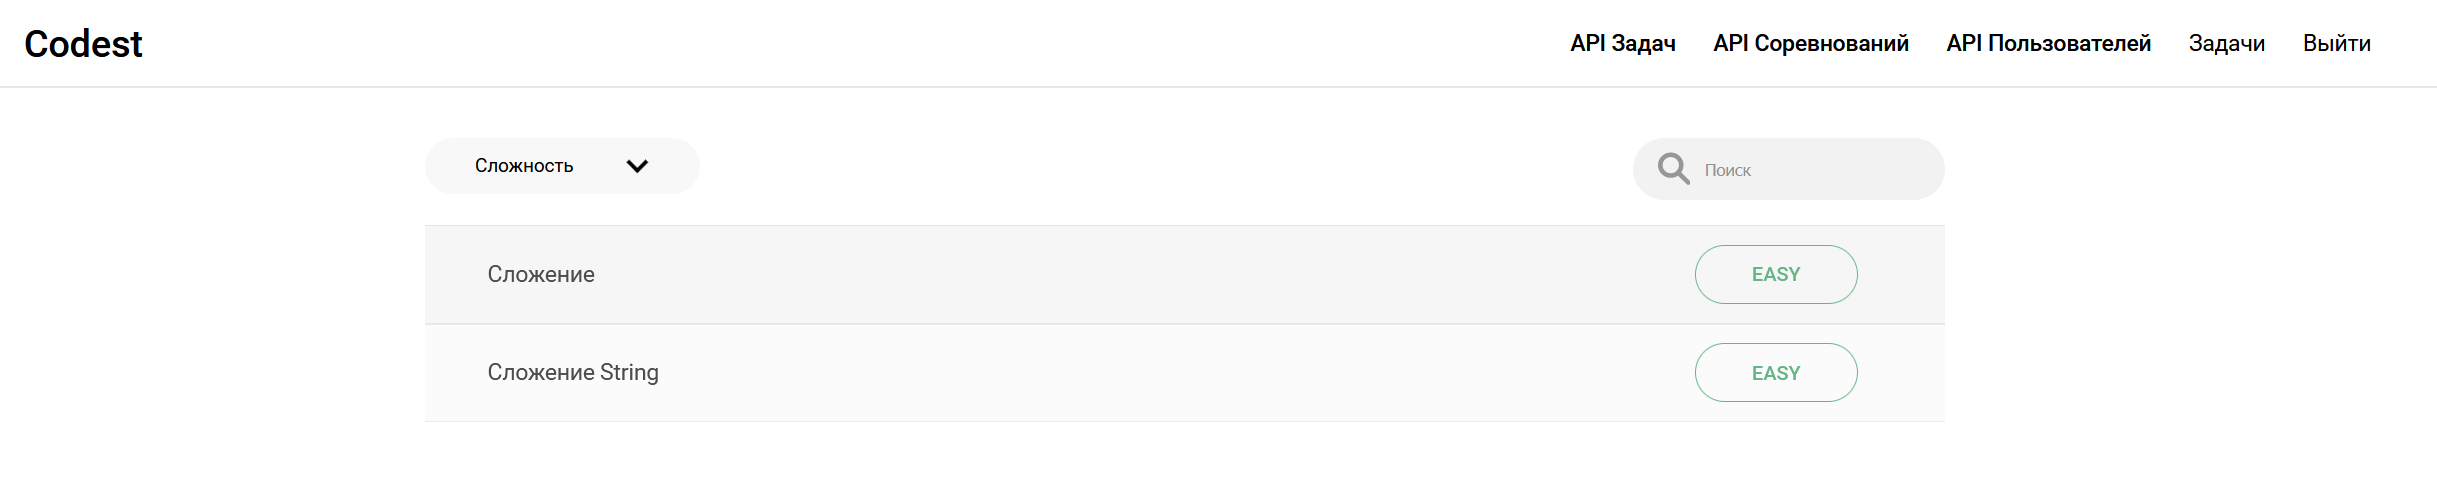 Codest API Задач API Соревнований API Пользователей Задачи Выйти
Сложность Поиск
Сложение EASY
Сложение String EASY